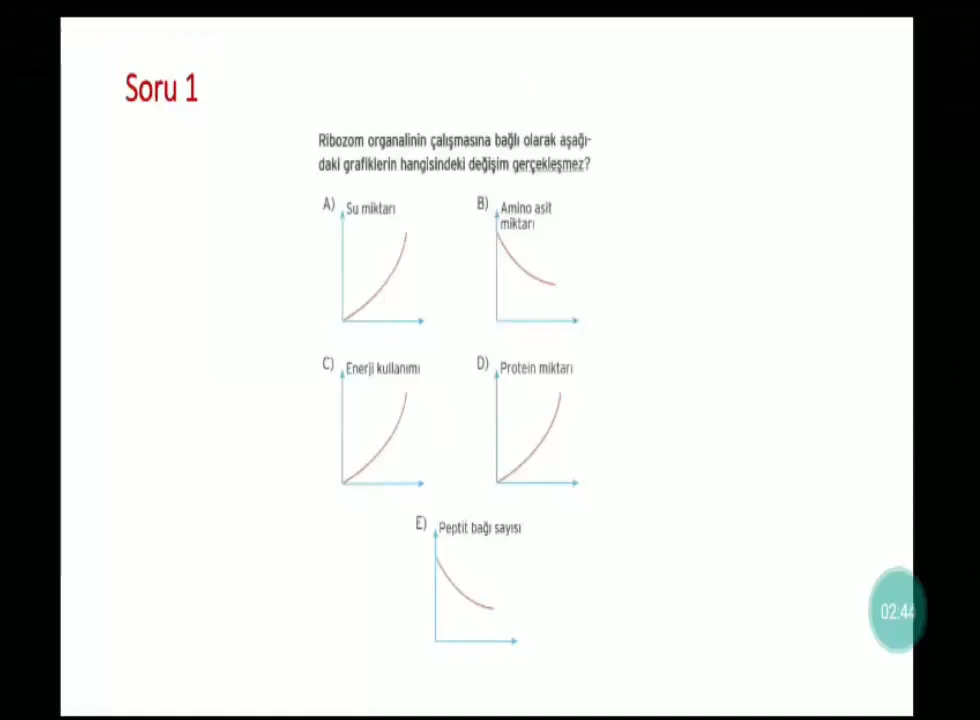 Soru 1
Ribozom organalinin çalışmasına bağlı olarak aşağı-
daki grafiklerin hangisindeki değişim gerçekleşmez?
A) Su miktarı
B) Amino asit
miktarı
C) Enerji kullanımı
D) Protein miktarı
E) Peptit bağı sayısı
02:44